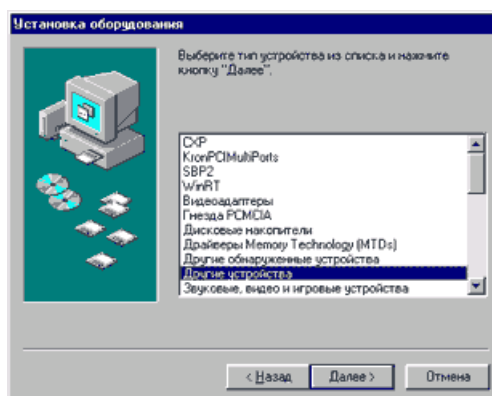 Установка оборудования
Выберите тип устройства из списка и нажмите
кнопку "Далее".
CXP
KronPCIMultiPorts
SBP2
WinRT
Видеоадаптеры
Гнезда PCMCIA
Дисковые накопители
Драйверы Memory Technology (MTDs)
Другие обнаруженные устройства
Другие устройства
Звуковые, видео и игровые устройства
< Назад
Далее >
Отмена